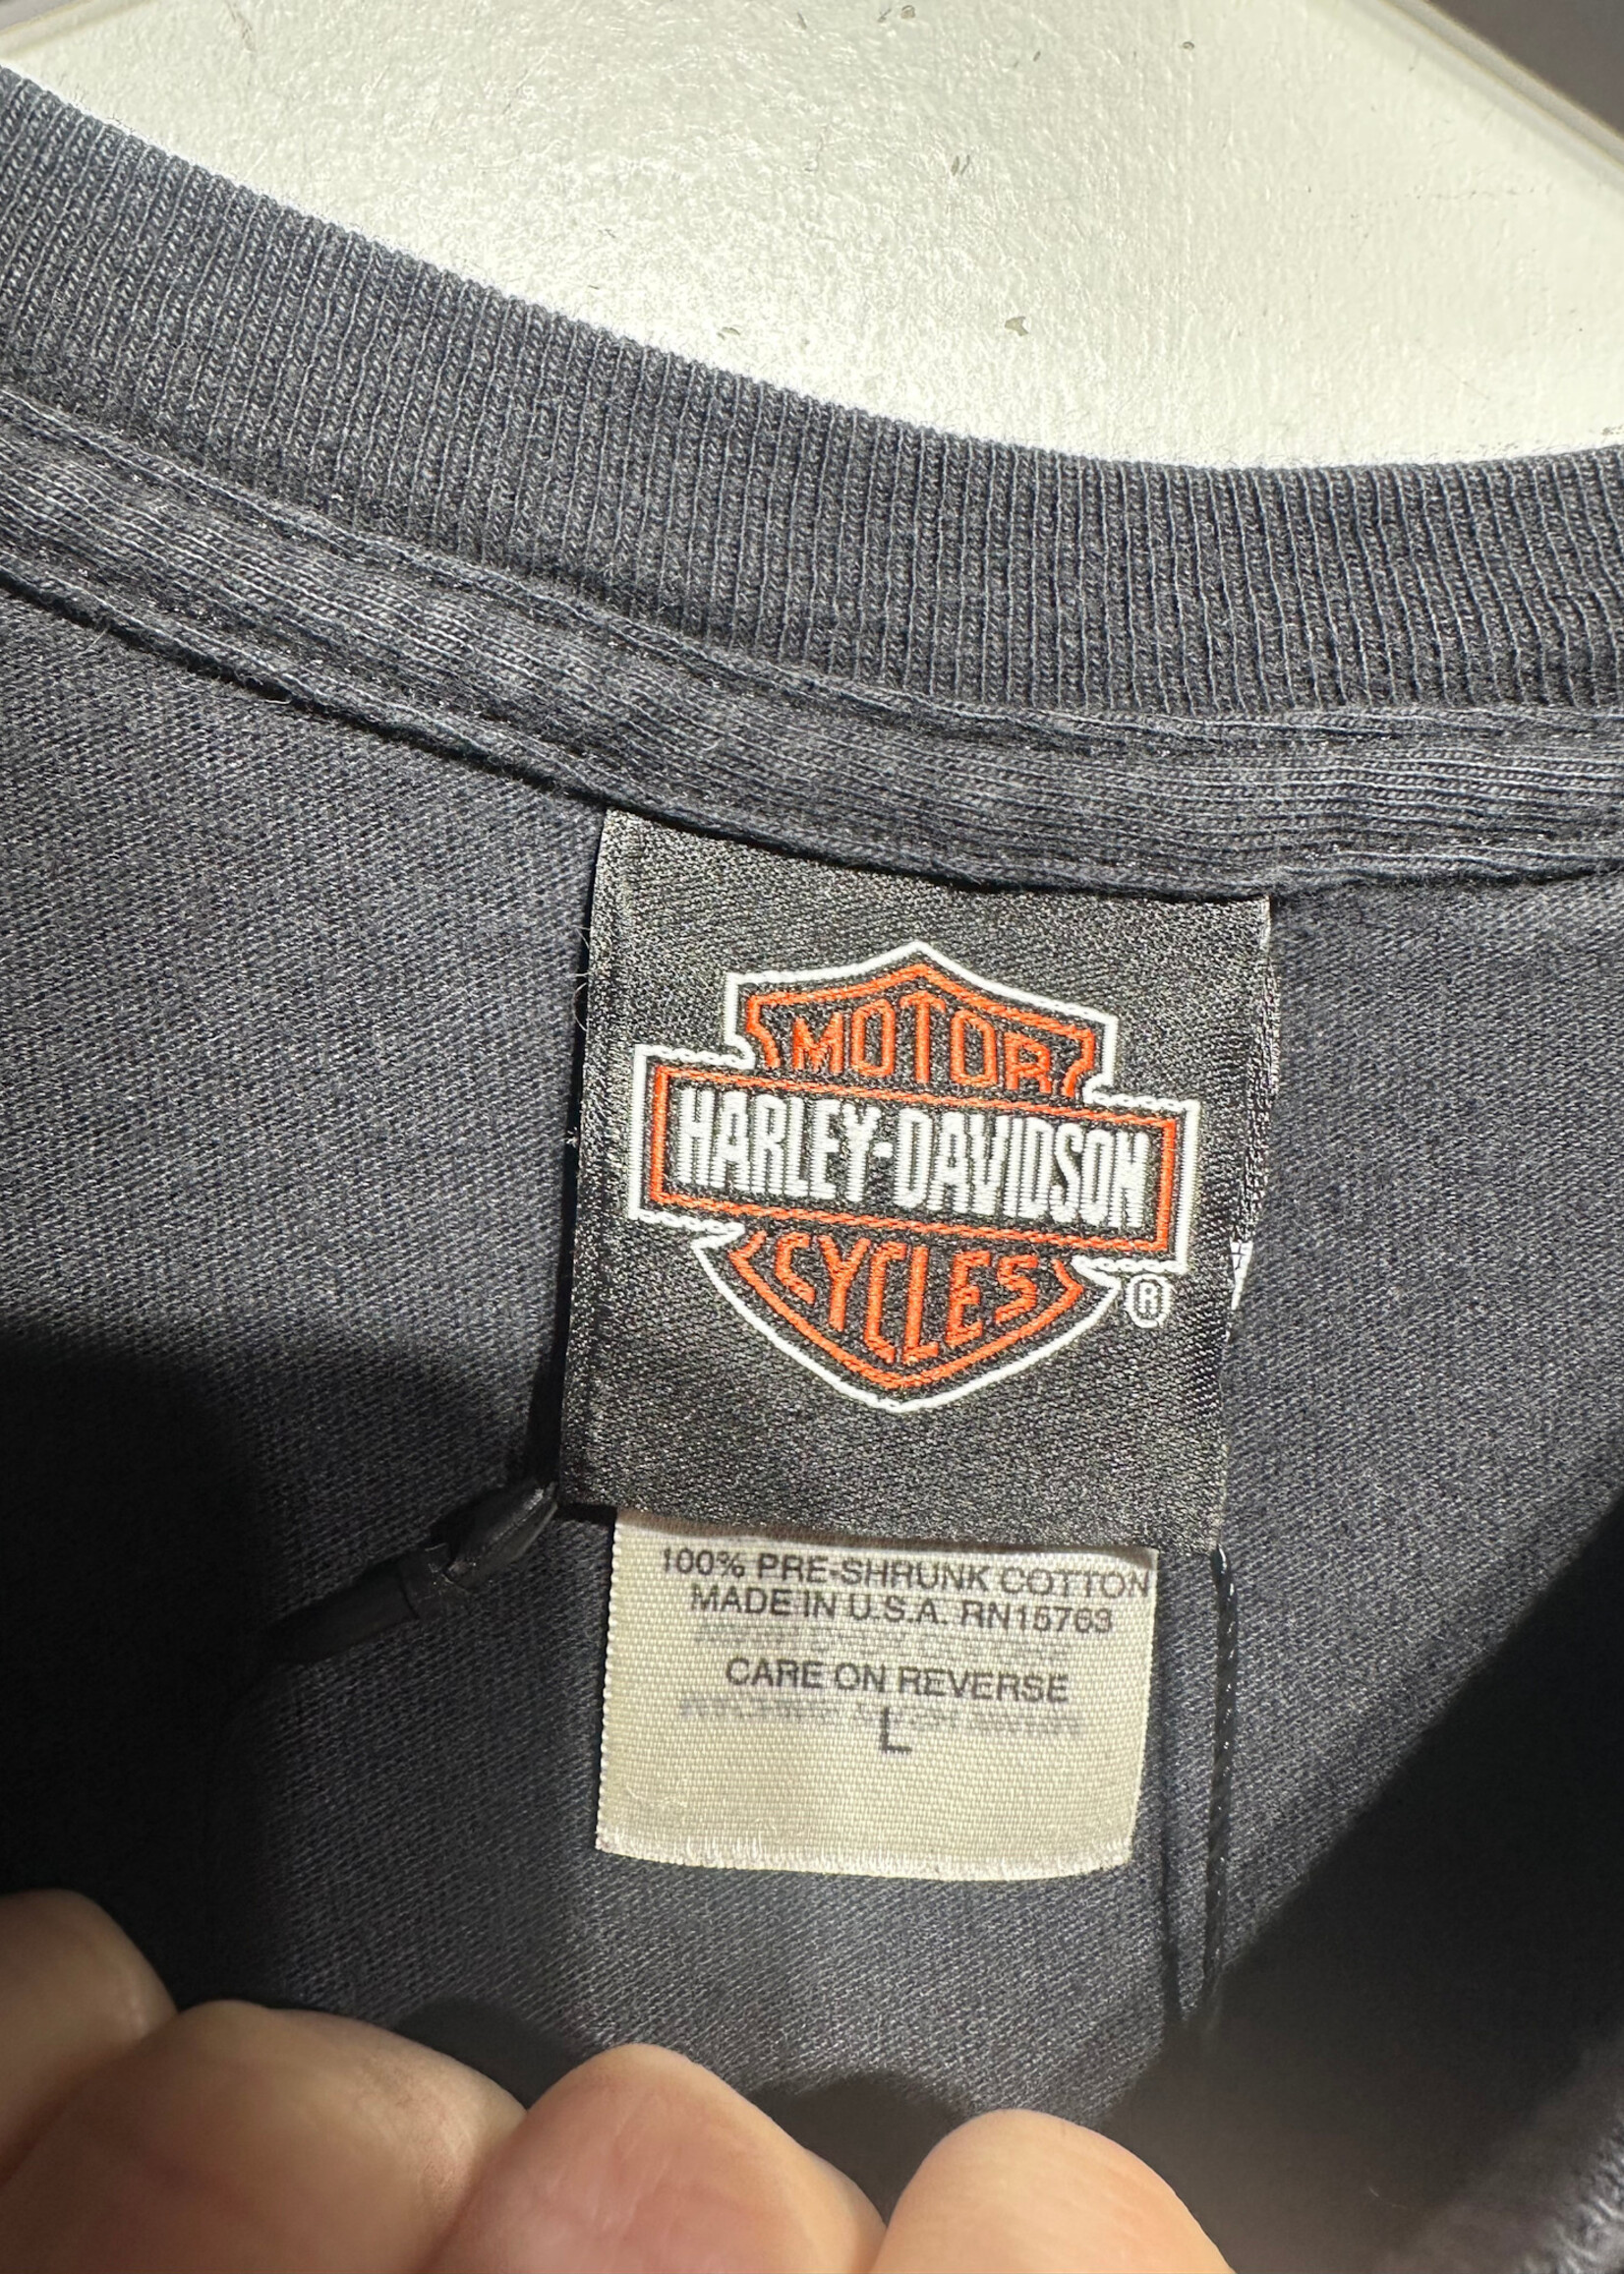 MOTOR
HARLEY-DAVIDSON
CYCLES
®
100% PRE-SHRUNK COTTON
MADE IN U.S.A. RN15763
CARE ON REVERSE
L